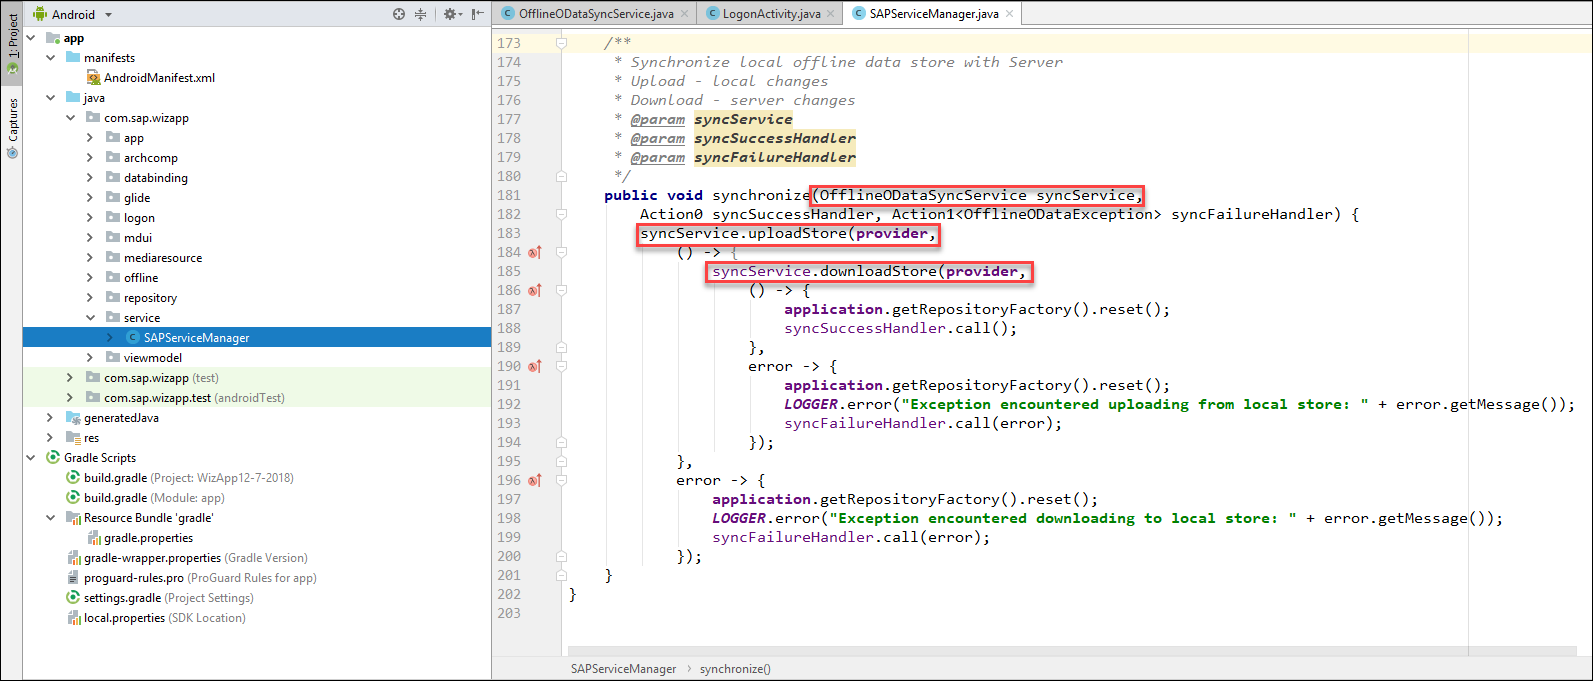 1: Project
Captures
Android
app
manifests
AndroidManifest.xml
java
com.sap.wizapp
app
archcomp
databinding
glide
logon
mdui
mediaresource
offline
repository
service
SAPServiceManager
viewmodel
com.sap.wizapp (test)
com.sap.wizapp.test (androidTest)
generatedJava
res
Gradle Scripts
build.gradle (Project: WizApp12-7-2018)
build.gradle (Module: app)
Resource Bundle 'gradle'
gradle.properties
gradle-wrapper.properties (Gradle Version)
proguard-rules.pro (ProGuard Rules for app)
settings.gradle (Project Settings)
local.properties (SDK Location)
OfflineODataSyncService.java
LogonActivity.java
SAPServiceManager.java
173 /**
174 * Synchronize local offline data store with Server
175 * Upload - local changes
176 * Download - server changes
177 * @param syncService
178 * @param syncSuccessHandler
179 * @param syncFailureHandler
180 */
181 public void synchronize(OfflineODataSyncService syncService,
182 Action0 syncSuccessHandler, Action1<OfflineODataException> syncFailureHandler) {
183 syncService.uploadStore(provider,
184 () -> {
185 syncService.downloadStore(provider,
186 () -> {
187 application.getRepositoryFactory().reset();
188 syncSuccessHandler.call();
189 },
190 error -> {
191 application.getRepositoryFactory().reset();
192 LOGGER.error("Exception encountered uploading from local store: " + error.getMessage());
193 syncFailureHandler.call(error);
194 });
195 },
196 error -> {
197 application.getRepositoryFactory().reset();
198 LOGGER.error("Exception encountered downloading to local store: " + error.getMessage());
199 syncFailureHandler.call(error);
200 });
201 }
202 }
203
SAPServiceManager › synchronize()